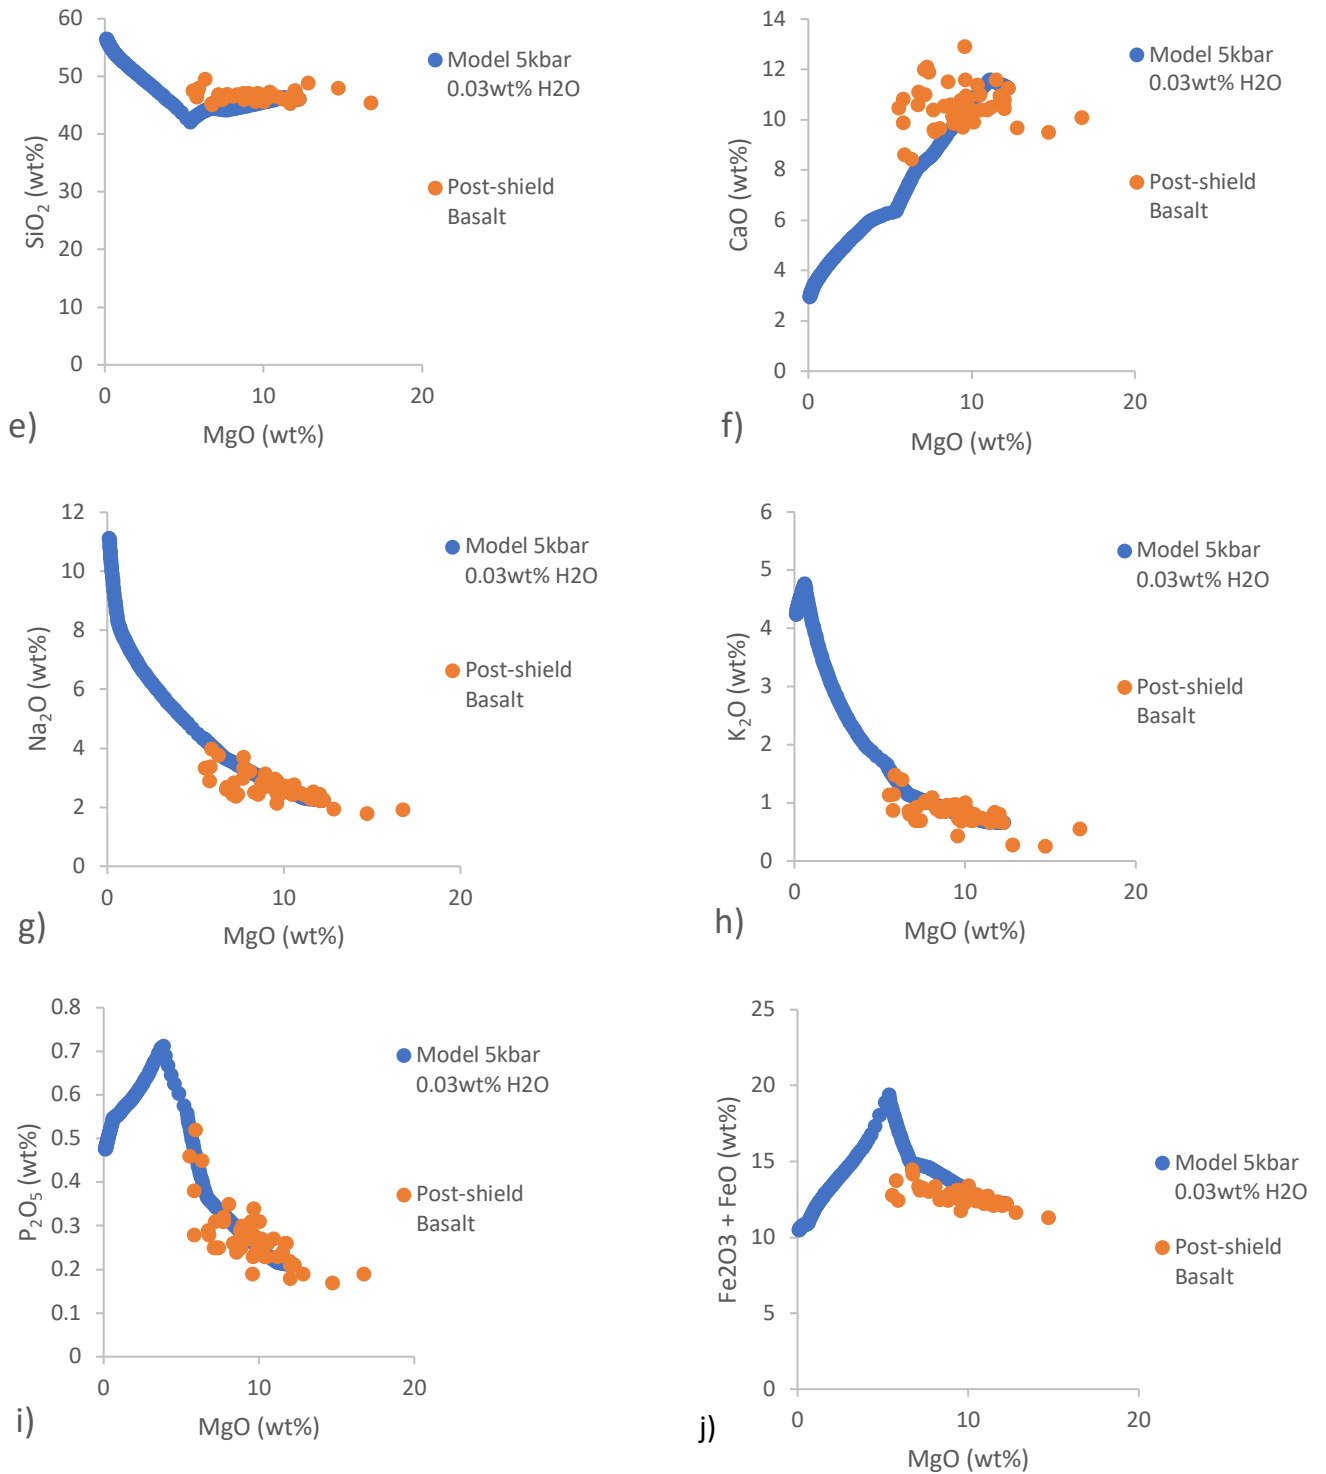 60
50
40
30
20
10
0
SiO2 (wt%)
0 10 20
MgO (wt%)
Model 5kbar
0.03wt% H2O
Post-shield
Basalt
e)
14
12
10
8
6
4
2
0
CaO (wt%)
0 10 20
MgO (wt%)
Model 5kbar
0.03wt% H2O
Post-shield
Basalt
f)
12
10
8
6
4
2
0
Na2O (wt%)
0 10 20
MgO (wt%)
Model 5kbar
0.03wt% H2O
Post-shield
Basalt
g)
6
5
4
3
2
1
0
K2O (wt%)
0 10 20
MgO (wt%)
Model 5kbar
0.03wt% H2O
Post-shield
Basalt
h)
0.8
0.7
0.6
0.5
0.4
0.3
0.2
0.1
0
P2O5 (wt%)
0 10 20
MgO (wt%)
Model 5kbar
0.03wt% H2O
Post-shield
Basalt
i)
25
20
15
10
5
0
Fe2O3 + FeO (wt%)
0 10 20
MgO (wt%)
Model 5kbar
0.03wt% H2O
Post-shield
Basalt
j)